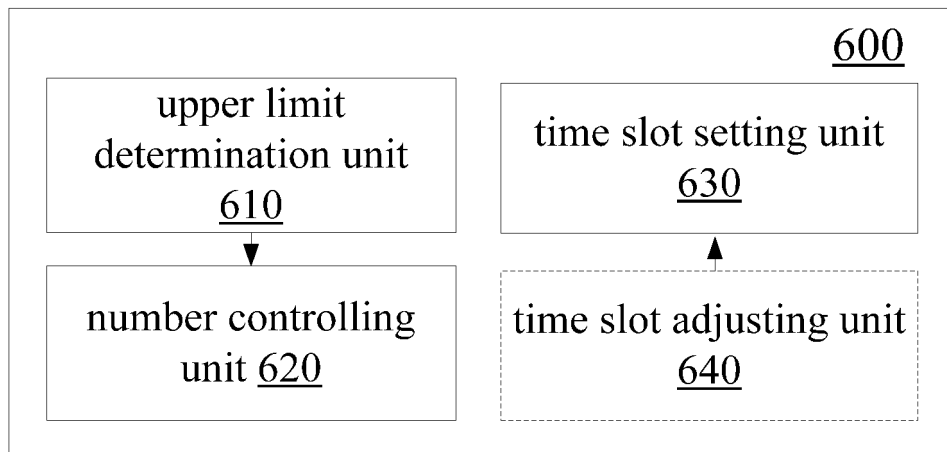 600
upper limit
determination unit
610
number controlling
unit 620
time slot setting unit
630
time slot adjusting unit
640